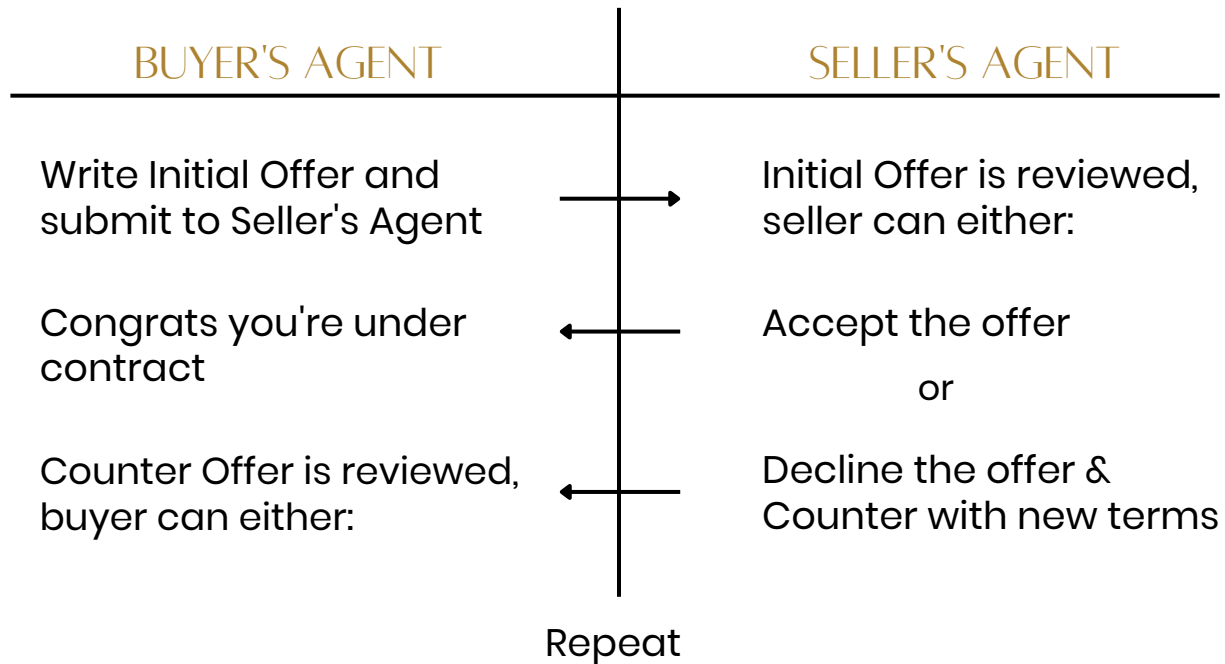 BUYER'S AGENT
SELLER'S AGENT
Write Initial Offer and
submit to Seller's Agent
Initial Offer is reviewed,
seller can either:
Congrats you're under
contract
Accept the offer
or
Counter Offer is reviewed,
buyer can either:
Decline the offer &
Counter with new terms
Repeat